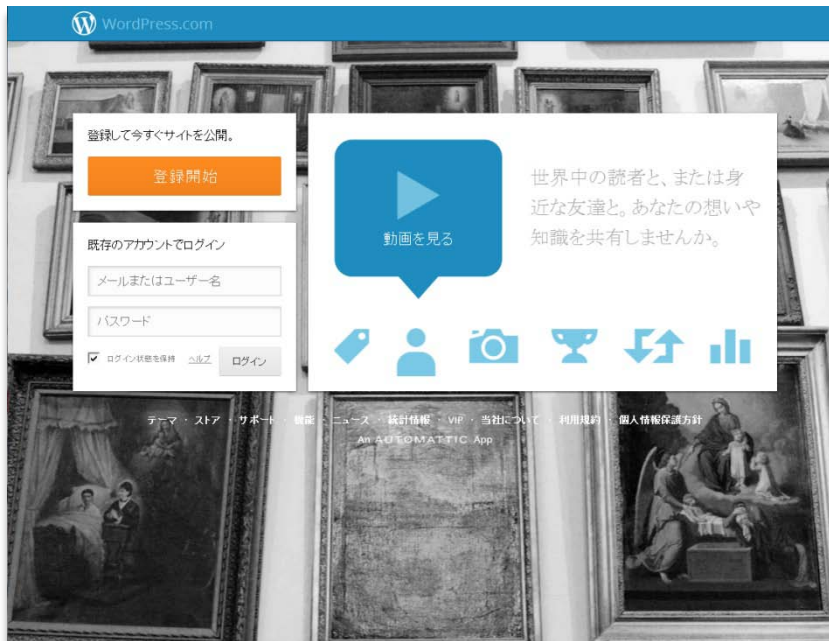 WordPress.com
登録して今すぐサイトを公開。
登録開始
既存のアカウントでログイン
メールまたはユーザー名
パスワード
ログイン状態を保持 ヘルプ ログイン
動画を見る
世界中の読者と、または身
近な友達と。あなたの想いや
知識を共有しませんか。
テーマ · ストア · サポート · 機能 · ニュース · 統計情報 · VIP · 当社について · 利用規約 · 個人情報保護方針
An AUTOMATTIC App